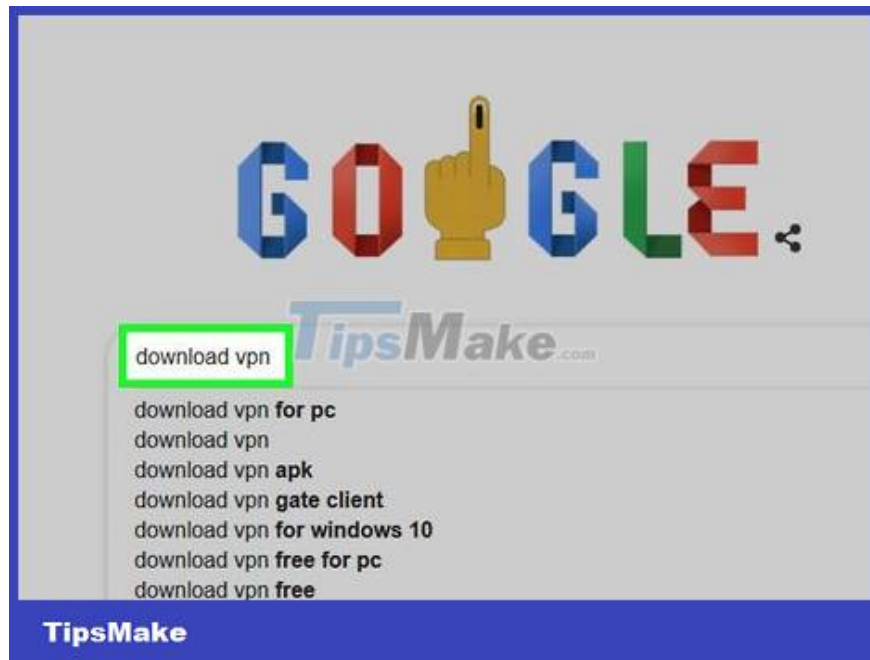 GOGLE
TipsMake.com
download vpn
download vpn for pc
download vpn
download vpn apk
download vpn gate client
download vpn for windows 10
download vpn free for pc
download vpn free
TipsMake